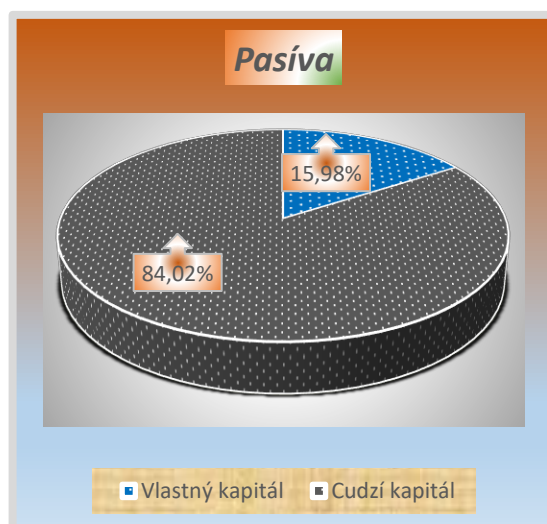 Pasíva
15,98%
84,02%
Vlastný kapitál
Cudzí kapitál